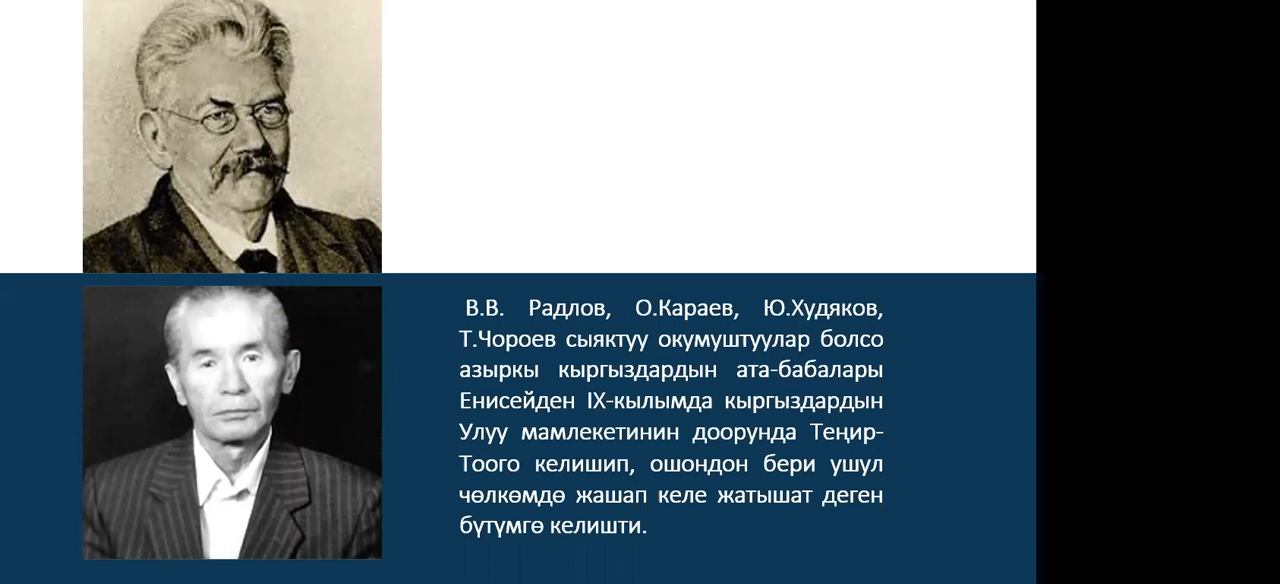 В.В. Радлов, О.Караев, Ю.Худяков,
Т.Чороев сыяктуу окумуштуулар болсо
азыркы кыргыздардын ата-бабалары
Енисейден IX-кылымда кыргыздардын
Улуу мамлекетинин доорунда Теңир-
Тоого келишип, ошондон бери ушул
чөлкөмдө жашап келе жатышат деген
бүтүмгө келишти.